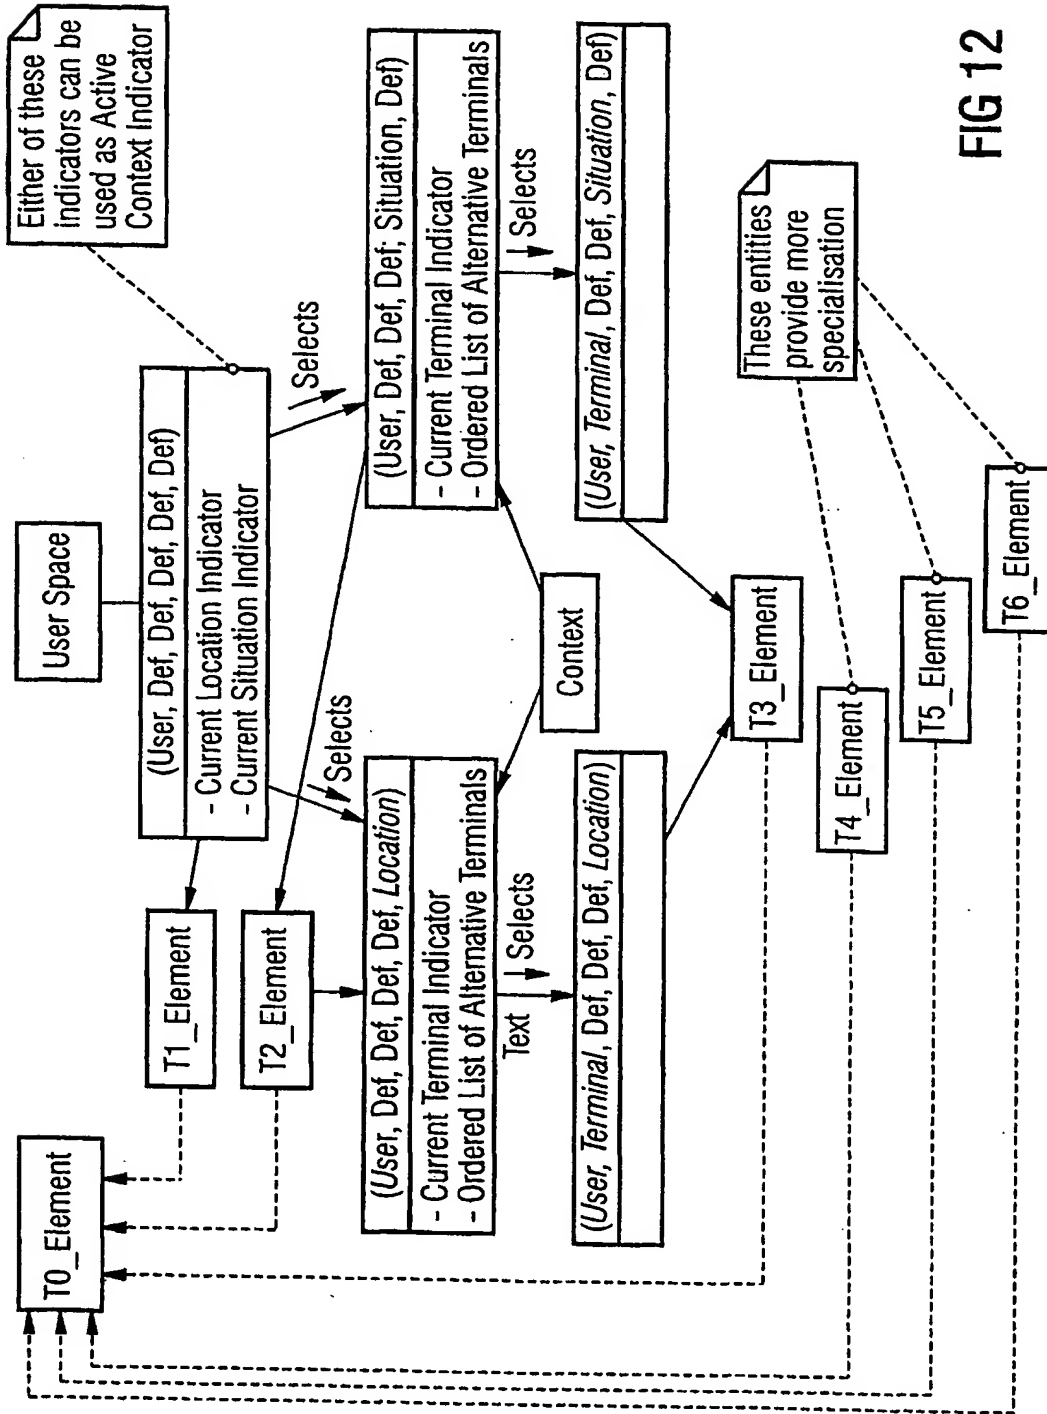 Either of these
indicators can be
used as Active
Context Indicator
User Space
(User, Def, Def, Def, Def, Def)
- Current Location Indicator
- Current Situation Indicator
T0_Element
T1_Element
T2_Element
Selects
Selects
(User, Def, Def, Def, Def, Location)
- Current Terminal Indicator
- Ordered List of Alternative Terminals
(User, Def, Def, Def; Situation, Def)
- Current Terminal Indicator
- Ordered List of Alternative Terminals
Text
Selects
Selects
Context
(User, Terminal, Def, Def, Def, Location)
(User, Terminal, Def, Def, Situation, Def)
T3_Element
These entities
provide more
specialisation
T4_Element
T5_Element
T6_Element
FIG 12